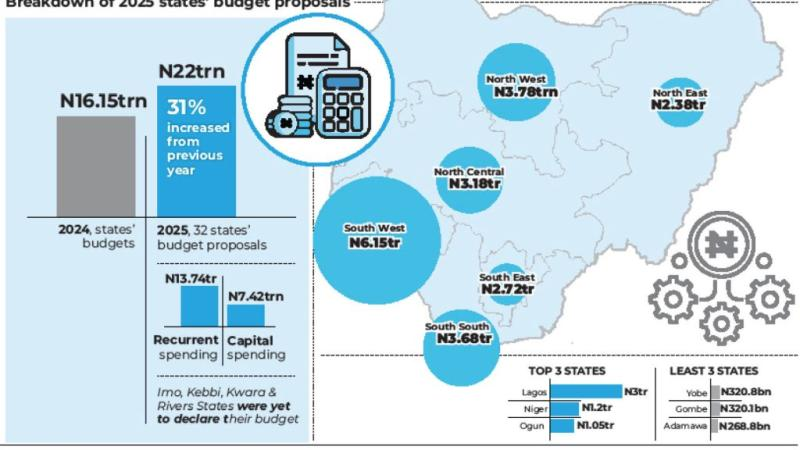 Breakdown of 2025 states' budget proposals
N16.15trn
N22trn
31%
increased
from
previous
year
2024, states'
budgets
2025, 32 states'
budget proposals
N13.74tr
N7.42trn
Recurrent
spending
Capital
spending
Imo, Kebbi, Kwara &
Rivers States were yet
to declare their budget
North West
N3.78trn
North East
N2.38tr
North Central
N3.18tr
South West
N6.15tr
South East
N2.72tr
South South
N3.68tr
TOP 3 STATES
Lagos N3tr
Niger N1.2tr
Ogun N1.05tr
LEAST 3 STATES
Yobe N320.8bn
Gombe N320.1bn
Adamawa N268.8bn